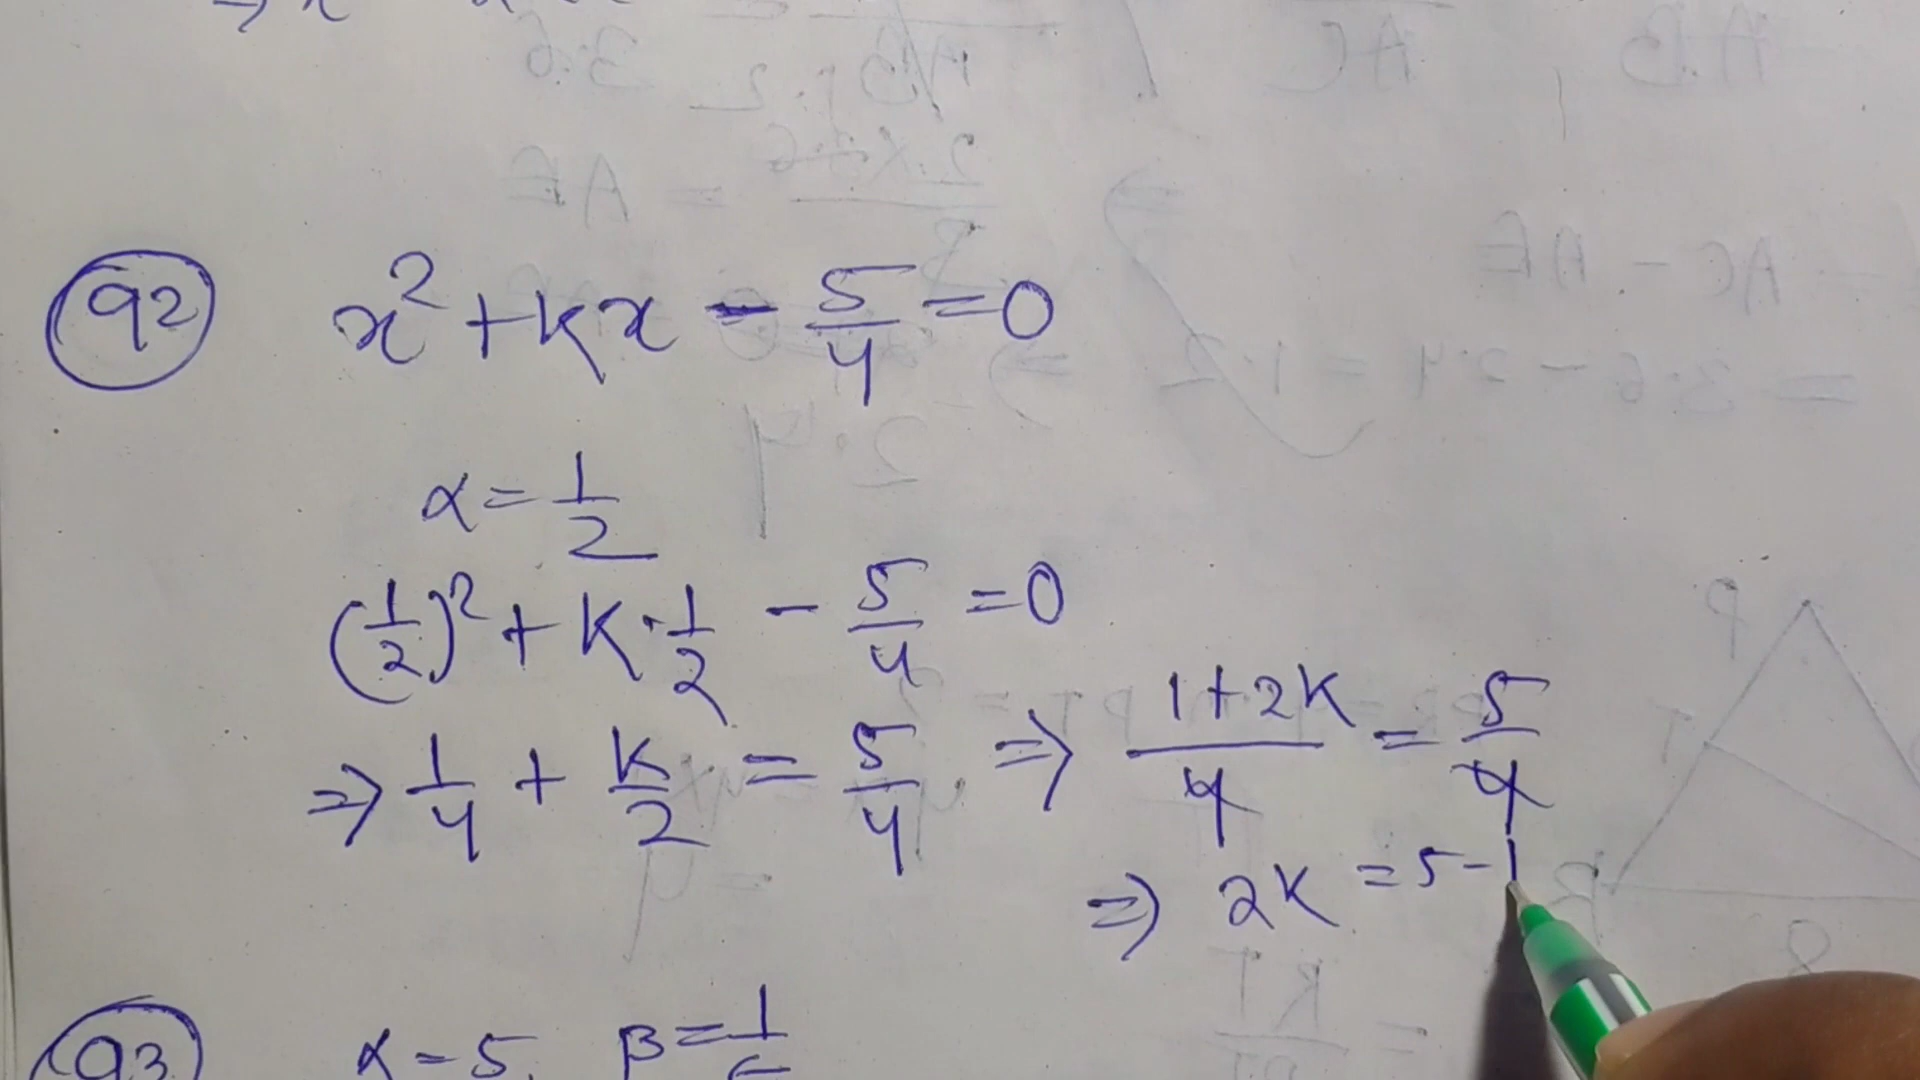 92 x² + kx - 5/4 = 0
α = 1/2
(1/2)² + K · 1/2 - 5/4 = 0
⇒ 1/4 + K/2 = 5/4 ⇒ (1+2K)/4 = 5/4
⇒ 2K = 5-1
93 α = 5, β = 1/